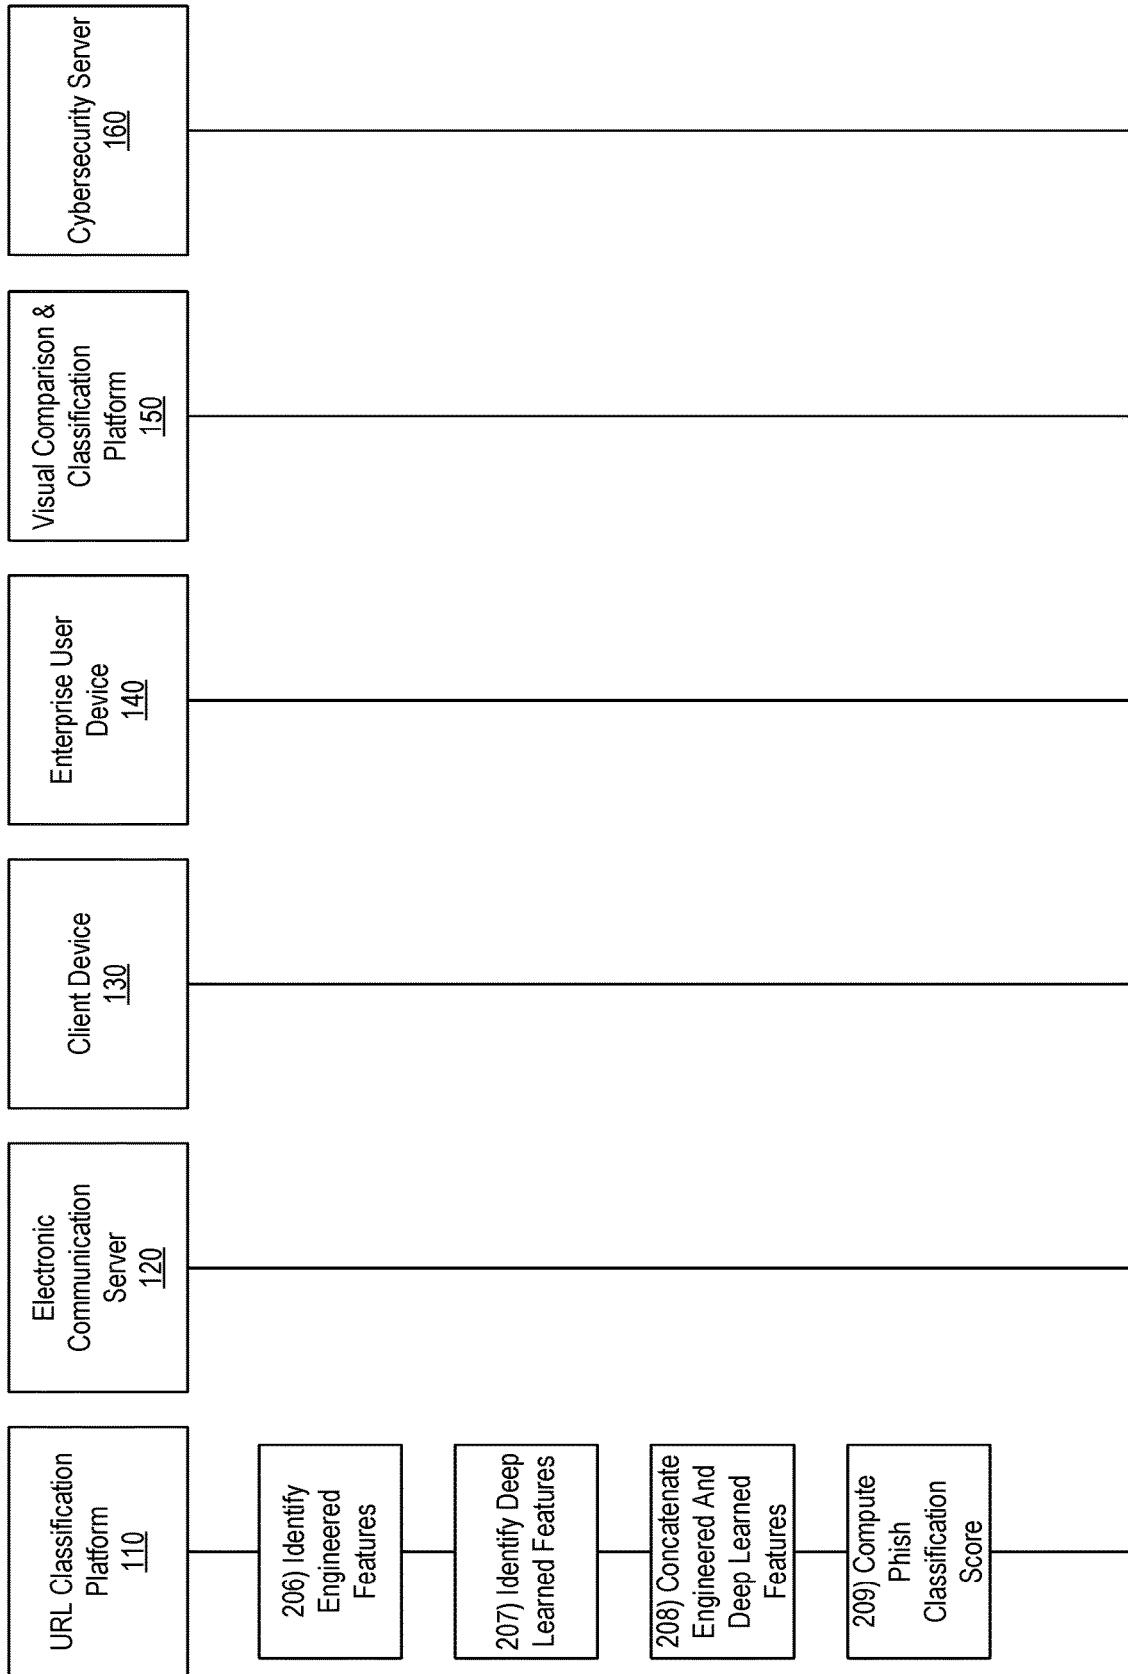 URL Classification
Platform
110
Electronic
Communication
Server
120
Client Device
130
Enterprise User
Device
140
Visual Comparison &
Classification
Platform
150
Cybersecurity Server
160
206) Identify
Engineered
Features
207) Identify Deep
Learned Features
208) Concatenate
Engineered And
Deep Learned
Features
209) Compute
Phish
Classification
Score